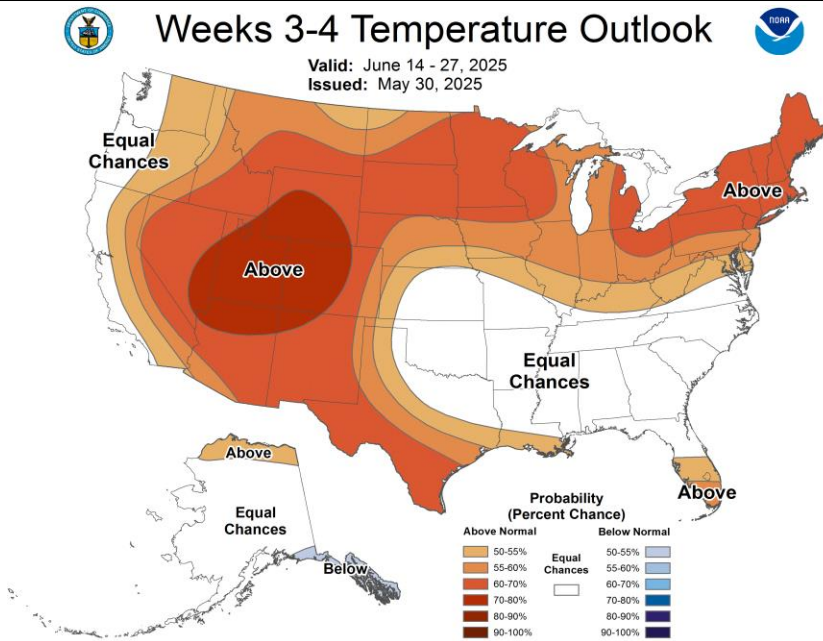 Weeks 3-4 Temperature Outlook
NOAA
Valid: June 14 - 27, 2025
Issued: May 30, 2025
Equal
Chances
Above
Above
Equal
Chances
Above
Equal
Chances
Below
Above
Probability
(Percent Chance)
Above Normal
Below Normal
50-55%
55-60%
60-70%
70-80%
80-90%
90-100%
Equal
Chances
50-55%
55-60%
60-70%
70-80%
80-90%
90-100%